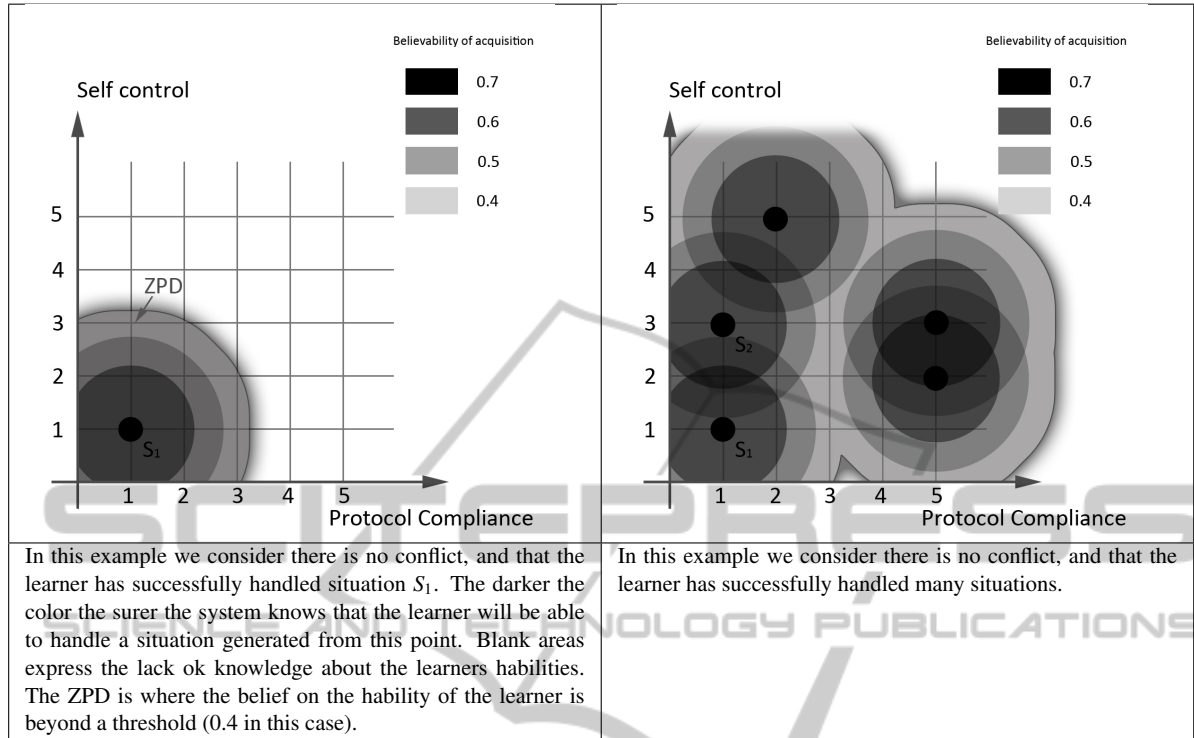 Believability of acquisition
0.7
0.6
0.5
0.4
Self control
5
4
3
2
1
ZPD
S1
1 2 3 4 5
Protocol Compliance
Believability of acquisition
0.7
0.6
0.5
0.4
Self control
5
4
3
2
1
S2
S1
1 2 3 4 5
Protocol Compliance
In this example we consider there is no conflict, and that the
learner has successfully handled situation S1. The darker the
color the surer the system knows that the learner will be able
to handle a situation generated from this point. Blank areas
express the lack ok knowledge about the learners habilities.
The ZPD is where the belief on the hability of the learner is
beyond a threshold (0.4 in this case).
In this example we consider there is no conflict, and that the
learner has successfully handled many situations.
SCITEPRESS
SCIENCE AND TECHNOLOGY PUBLICATIONS